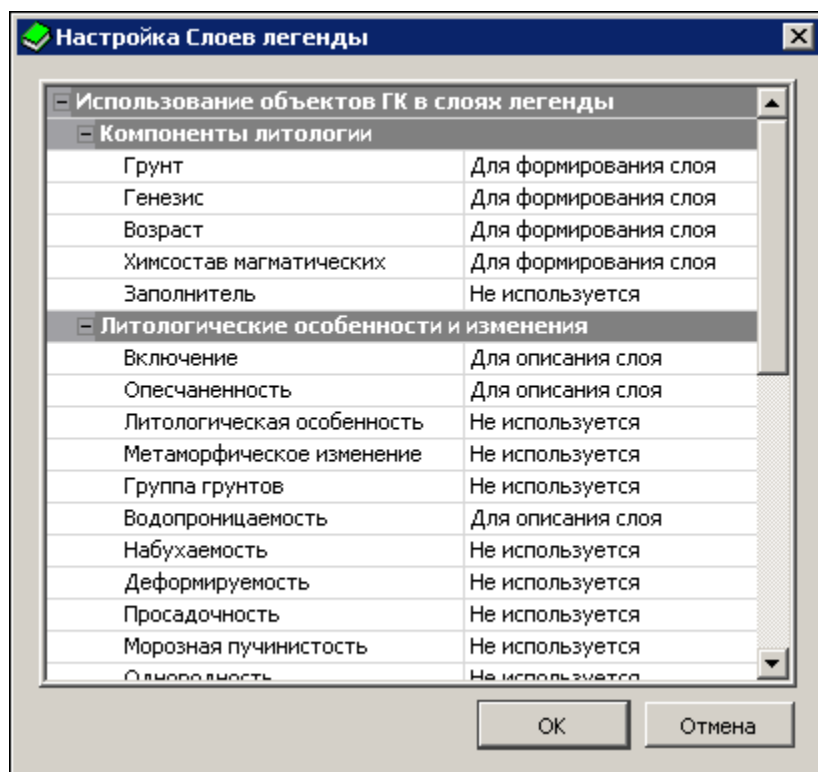 Настройка Слоев легенды
Использование объектов ГК в слоях легенды
Компоненты литологии
Грунт Для формирования слоя
Генезис Для формирования слоя
Возраст Для формирования слоя
Химсостав магматических Для формирования слоя
Заполнитель Не используется
Литологические особенности и изменения
Включение Для описания слоя
Опесчаненность Для описания слоя
Литологическая особенность Не используется
Метаморфическое изменение Не используется
Группа грунтов Не используется
Водопроницаемость Для описания слоя
Набухаемость Не используется
Деформируемость Не используется
Просадочность Не используется
Морозная пучинистость Не используется
Однородность Не используется
OK Отмена